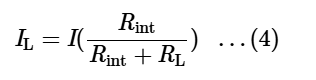 I_L = I(R_int / (R_int + R_L)) ...(4)